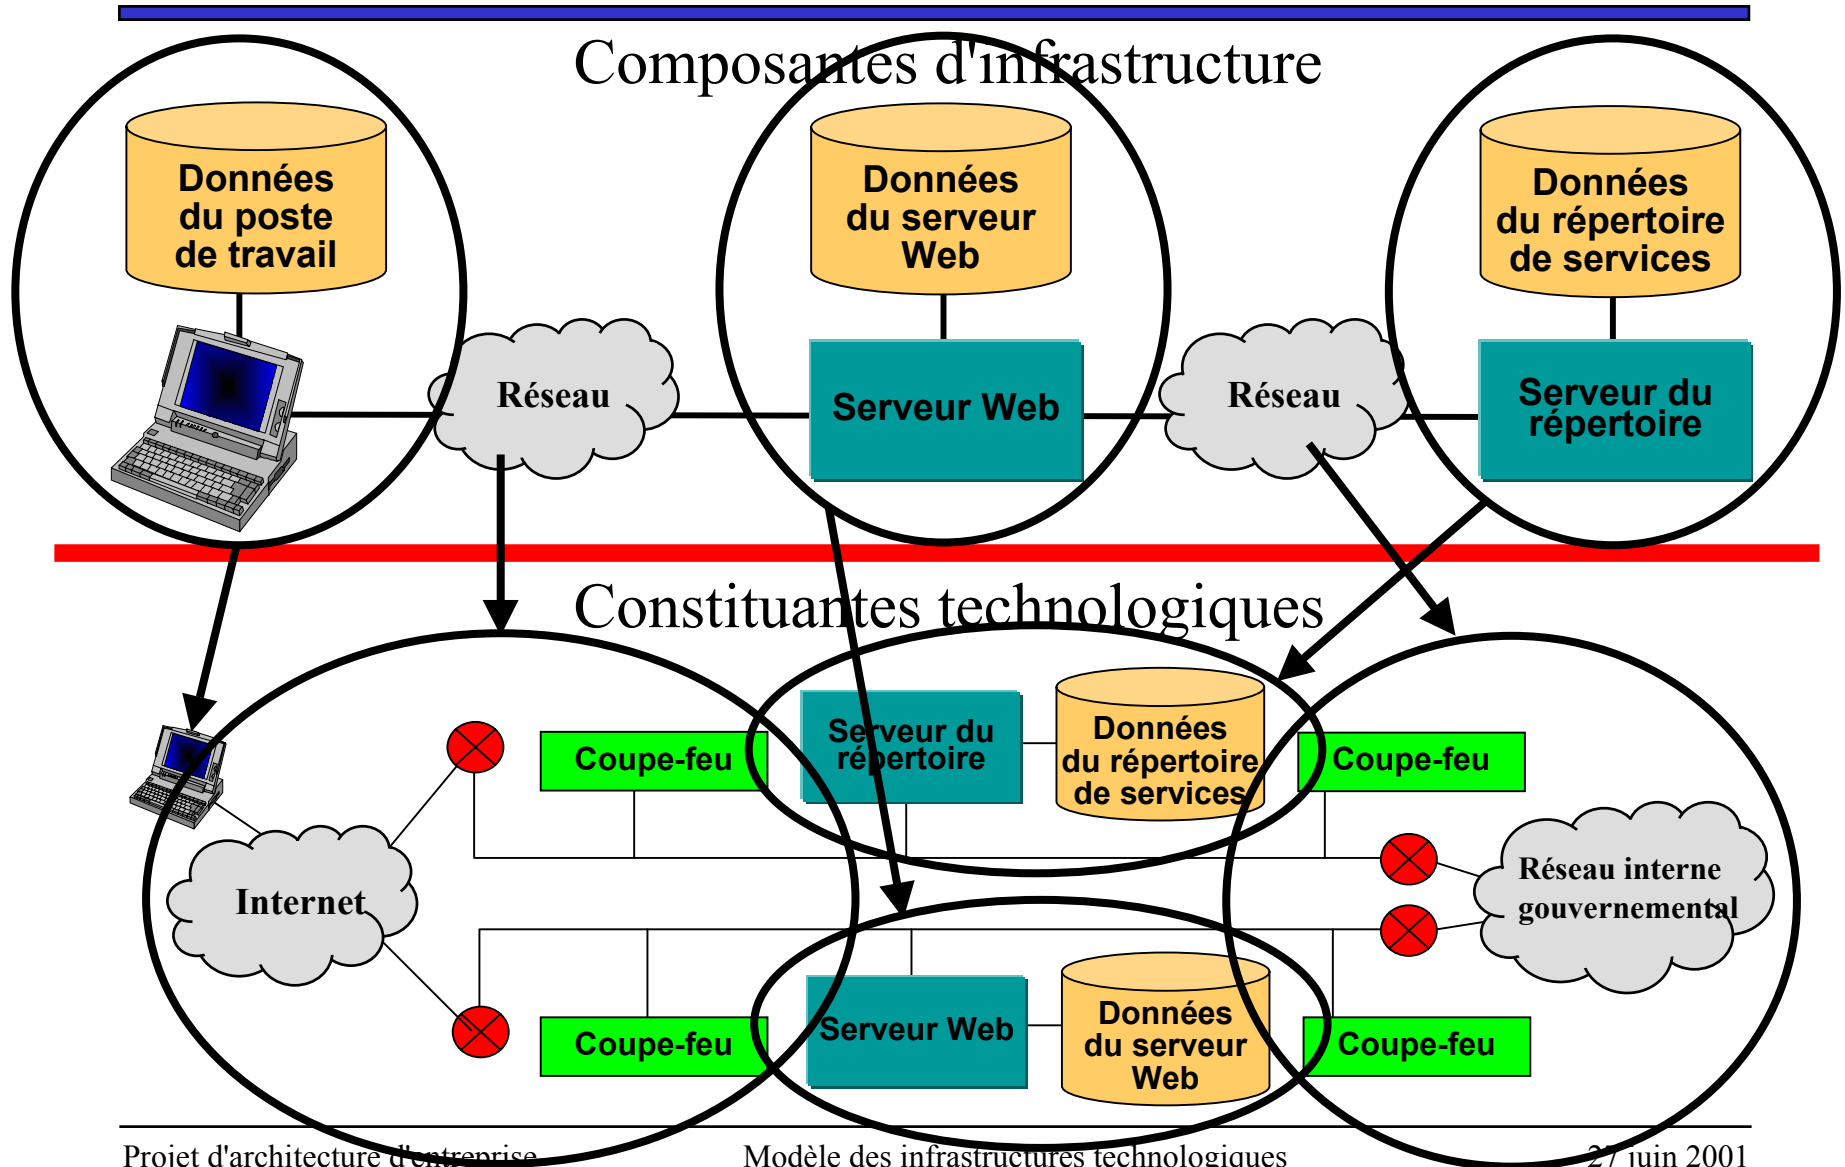 Composantes d'infrastructure
Données
du poste
de travail
Données
du serveur
Web
Données
du répertoire
de services
Réseau
Serveur Web
Réseau
Serveur du
répertoire
Constituantes technologiques
Coupe-feu
Serveur du
répertoire
Données
du répertoire
de services
Coupe-feu
Internet
Réseau interne
gouvernemental
Coupe-feu
Serveur Web
Données
du serveur
Web
Coupe-feu
Projet d'architecture d'entreprise
Modèle des infrastructures technologiques
27 juin 2001